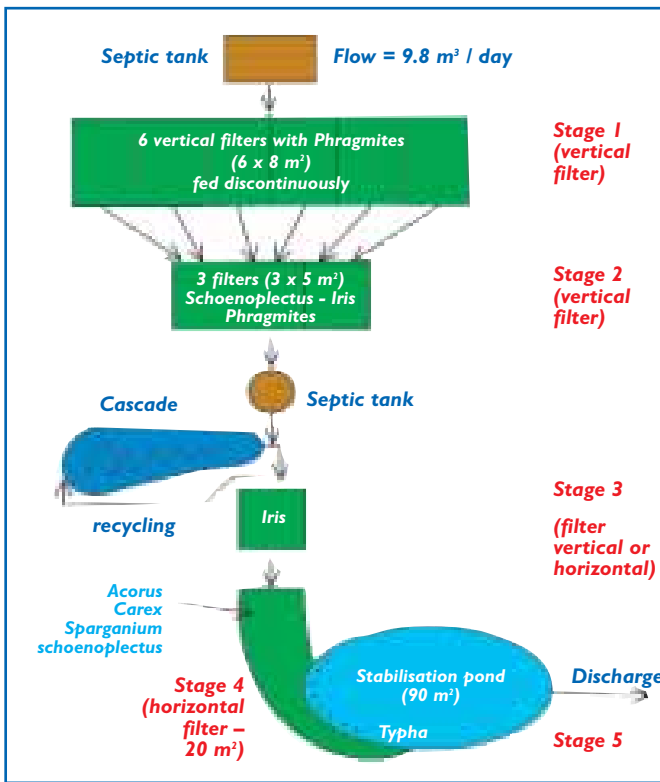 Septic tank
Flow = 9.8 m³ / day
6 vertical filters with Phragmites
(6 x 8 m²)
fed discontinuously
Stage 1
(vertical
filter)
3 filters (3 x 5 m²)
Schoenoplectus - Iris
Phragmites
Stage 2
(vertical
filter)
Septic tank
Cascade
recycling
Iris
Stage 3
(filter
vertical or
horizontal)
Acorus
Carex
Sparganium
schoenoplectus
Stage 4
(horizontal
filter –
20 m²)
Stabilisation pond
(90 m²)
Typha
Discharge
Stage 5